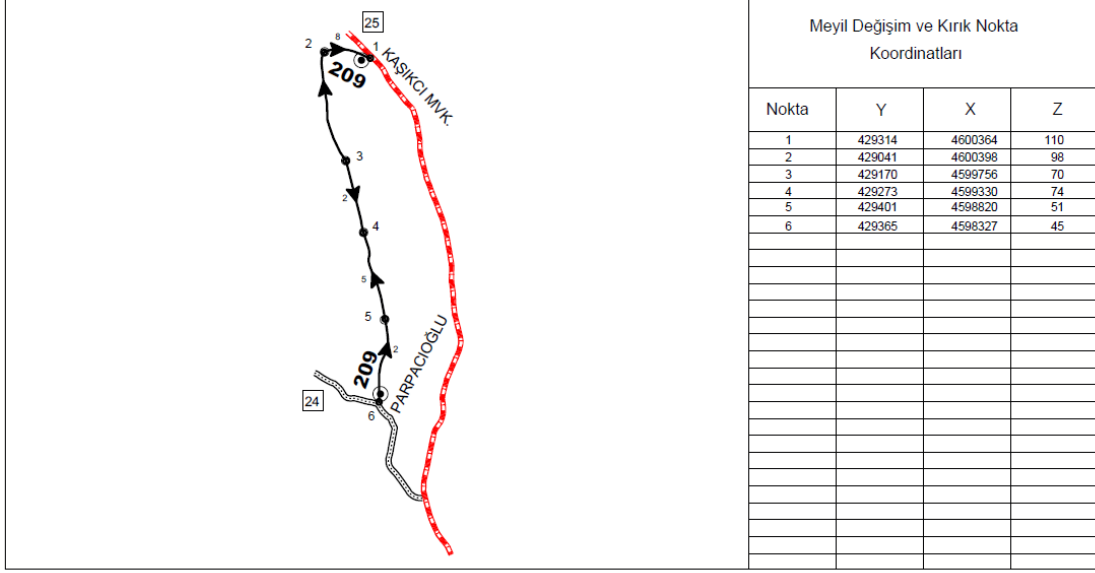 25
2
8
1
KAŞIKCI MVK.
209
3
2
4
5
5
2
209
PARPACIOĞLU
24
6
Meyil Değişim ve Kırık Nokta
Koordinatları
Nokta Y X Z
1 429314 4600364 110
2 429041 4600398 98
3 429170 4599756 70
4 429273 4599330 74
5 429401 4598820 51
6 429365 4598327 45